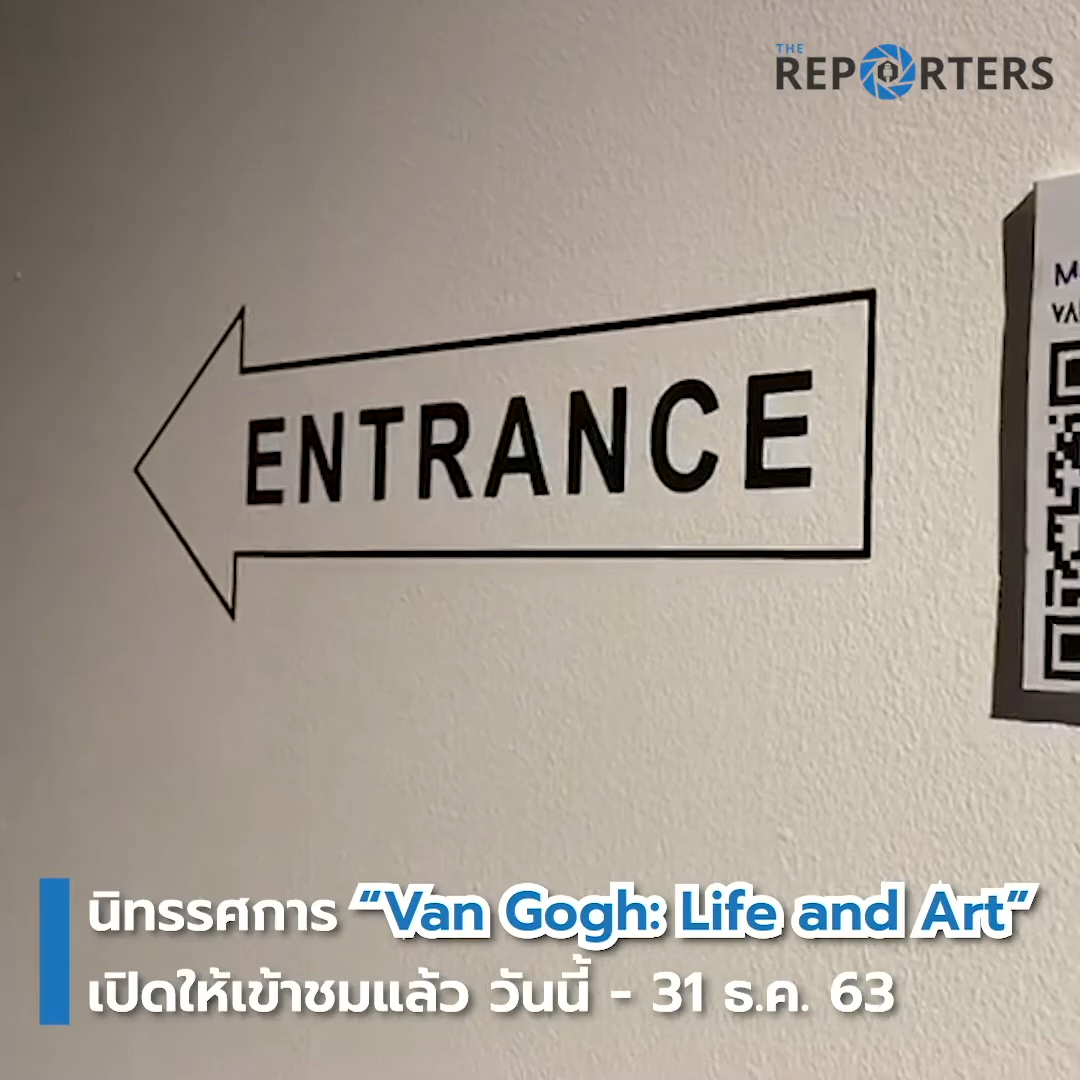 THE
REPORTERS
ENTRANCE
นิทรรศการ “Van Gogh: Life and Art”
เปิดให้เข้าชมแล้ว วันนี้ - 31 ธ.ค. 63